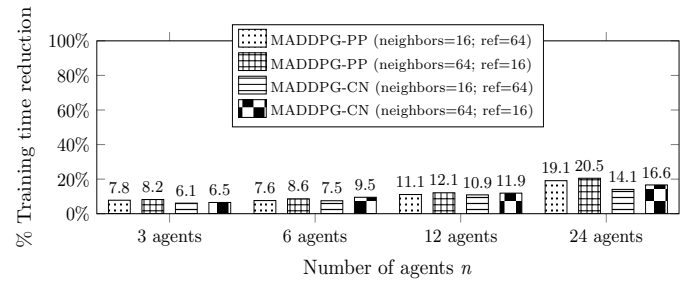 % Training time reduction
100%
80%
60%
40%
20%
0%
MADDPG-PP (neighbors=16; ref=64)
MADDPG-PP (neighbors=64; ref=16)
MADDPG-CN (neighbors=16; ref=64)
MADDPG-CN (neighbors=64; ref=16)
7.8 8.2 6.1 6.5 7.6 8.6 7.5 9.5 11.1 12.1 10.9 11.9 19.1 20.5 14.1 16.6
3 agents 6 agents 12 agents 24 agents
Number of agents n